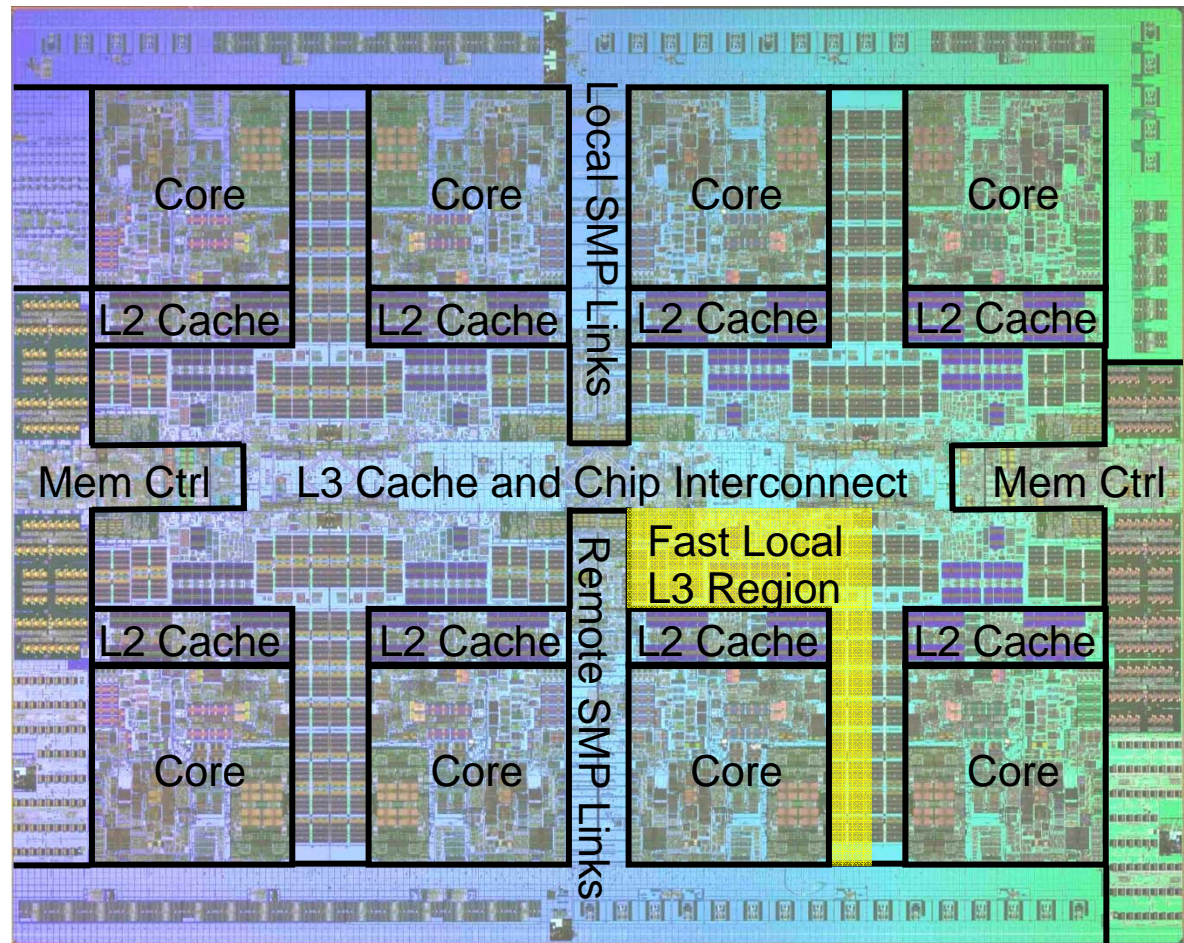 Core
Core
Core
Core
Local SMP Links
L2 Cache
L2 Cache
L2 Cache
L2 Cache
Mem Ctrl
L3 Cache and Chip Interconnect
Mem Ctrl
Fast Local
L3 Region
Remote SMP Links
L2 Cache
L2 Cache
L2 Cache
L2 Cache
Core
Core
Core
Core